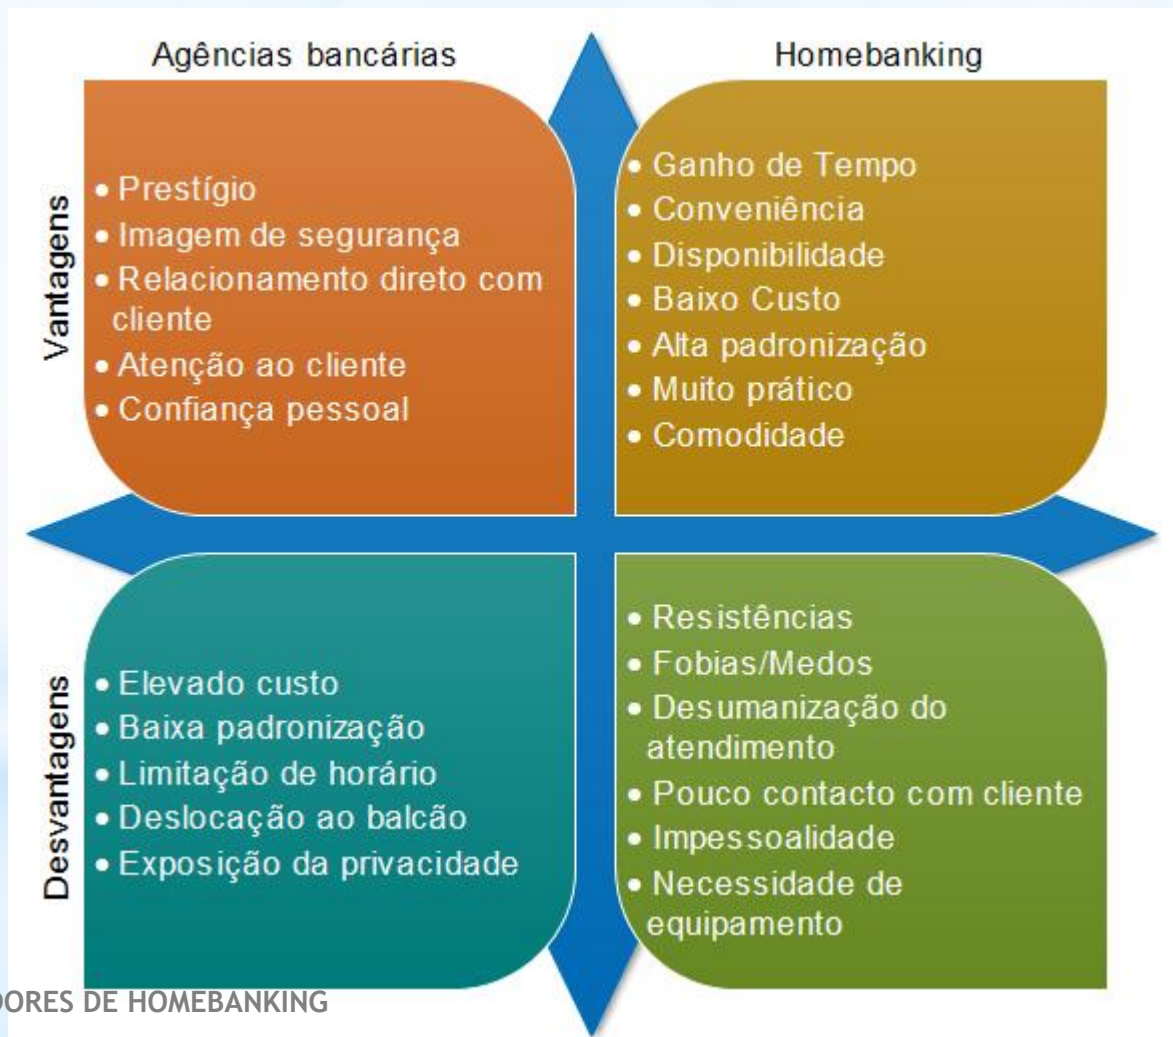 Agências bancárias
Homebanking
Vantagens
• Prestígio
• Imagem de segurança
• Relacionamento direto com
cliente
• Atenção ao cliente
• Confiança pessoal
• Ganho de Tempo
• Conveniência
• Disponibilidade
• Baixo Custo
• Alta padronização
• Muito prático
• Comodidade
Desvantagens
• Elevado custo
• Baixa padronização
• Limitação de horário
• Deslocação ao balcão
• Exposição da privacidade
• Resistências
• Fobias/Medos
• Desumanização do
atendimento
• Pouco contacto com cliente
• Impessoalidade
• Necessidade de
equipamento
DE HOMEBANKING